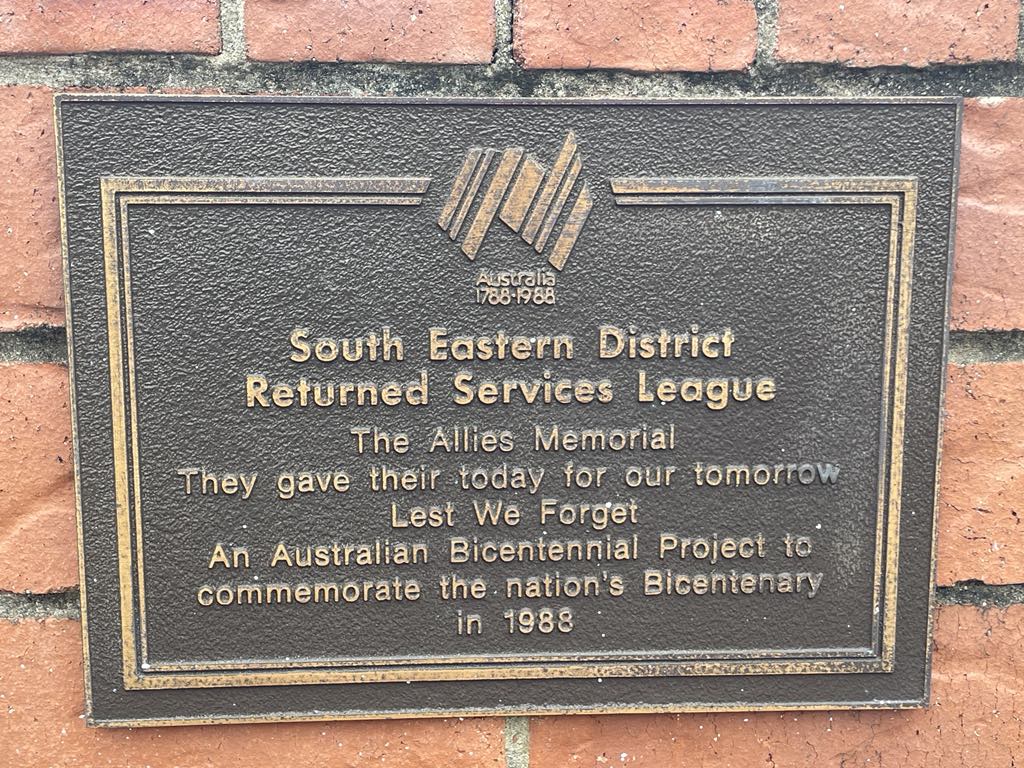 Australia
1788-1988
South Eastern District
Returned Services League
The Allies Memorial
They gave their today for our tomorrow
Lest We Forget
An Australian Bicentennial Project to
commemorate the nation's Bicentenary
in 1988